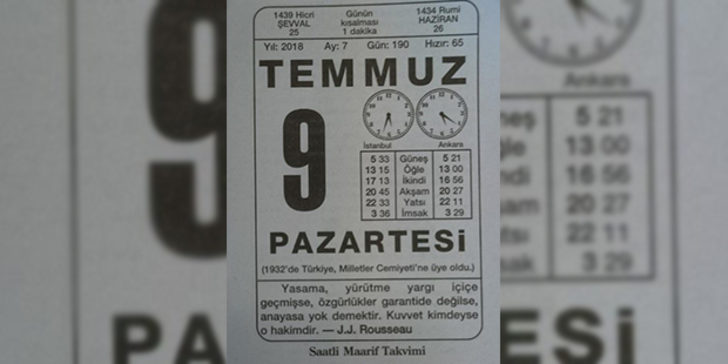 1439 Hicri
ŞEVVAL
25
Günün
kısalması
1 dakika
1434 Rumi
HAZİRAN
26
Yıl: 2018 Ay: 7 Gün: 190 Hızır: 65
TEMMUZ
9
İstanbul Ankara
5 33 Güneş 5 21
13 15 Öğle 13 00
17 13 İkindi 16 56
20 45 Akşam 20 27
22 33 Yatsı 22 11
3 36 İmsak 3 29
PAZARTESİ
(1932'de Türkiye, Milletler Cemiyeti'ne üye oldu.)
Yasama, yürütme yargı içiçe
geçmişse, özgürlükler garantide değilse,
anayasa yok demektir. Kuvvet kimdeyse
o hakimdir. — J.J. Rousseau
Saatli Maarif Takvimi